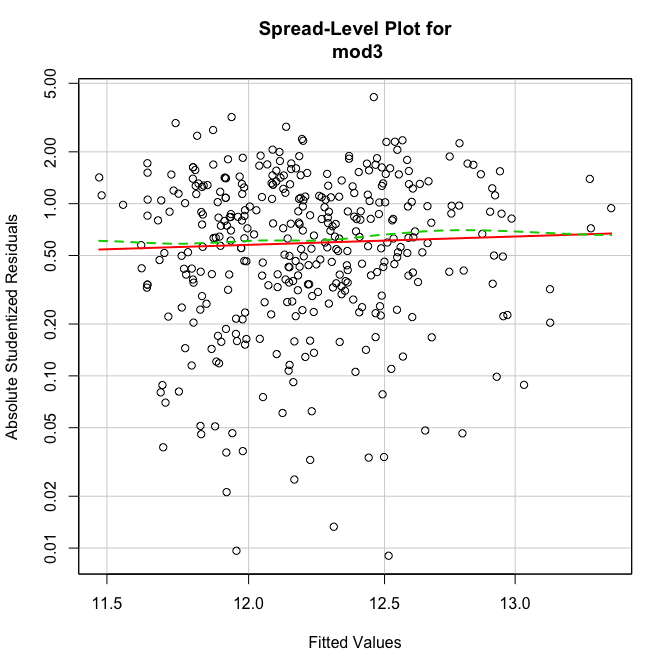 Spread-Level Plot for
mod3
Absolute Studentized Residuals
5.00
2.00
1.00
0.50
0.20
0.10
0.05
0.02
0.01
11.5 12.0 12.5 13.0
Fitted Values